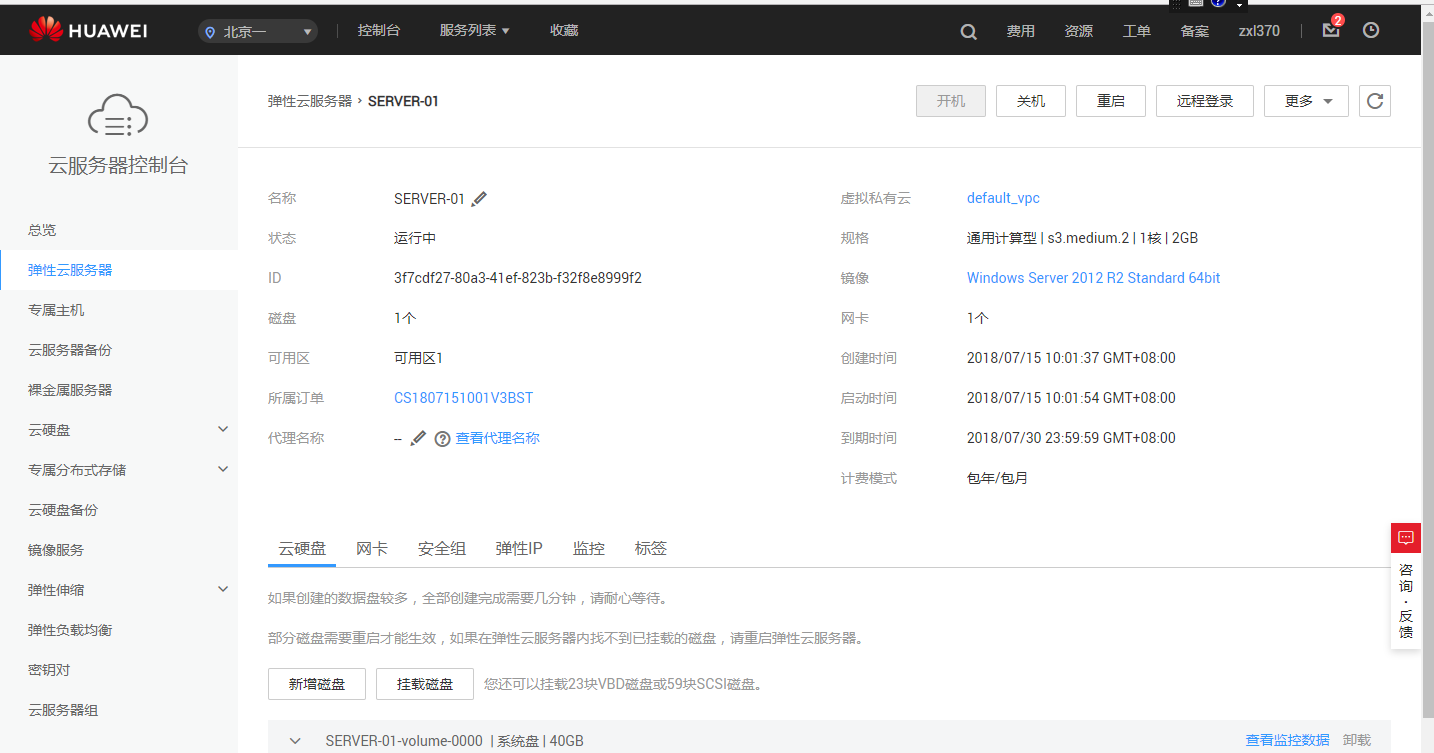 HUAWEI 北京一 控制台 服务列表 收藏 费用 资源 工单 备案 zxl370 2
云服务器控制台
总览
弹性云服务器
专属主机
云服务器备份
裸金属服务器
云硬盘
专属分布式存储
云硬盘备份
镜像服务
弹性伸缩
弹性负载均衡
密钥对
云服务器组
弹性云服务器 › SERVER-01 开机 关机 重启 远程登录 更多
名称 SERVER-01 虚拟私有云 default_vpc
状态 运行中 规格 通用计算型 | s3.medium.2 | 1核 | 2GB
ID 3f7cdf27-80a3-41ef-823b-f32f8e8999f2 镜像 Windows Server 2012 R2 Standard 64bit
磁盘 1个 网卡 1个
可用区 可用区1 创建时间 2018/07/15 10:01:37 GMT+08:00
所属订单 CS1807151001V3BST 启动时间 2018/07/15 10:01:54 GMT+08:00
代理名称 -- 查看代理名称 到期时间 2018/07/30 23:59:59 GMT+08:00
计费模式 包年/包月
云硬盘 网卡 安全组 弹性IP 监控 标签
如果创建的数据盘较多，全部创建完成需要几分钟，请耐心等待。
部分磁盘需要重启才能生效，如果在弹性云服务器内找不到已挂载的磁盘，请重启弹性云服务器。
新增磁盘 挂载磁盘 您还可以挂载23块VBD磁盘或59块SCSI磁盘。
SERVER-01-volume-0000 | 系统盘 | 40GB 查看监控数据 卸载
咨询·反馈